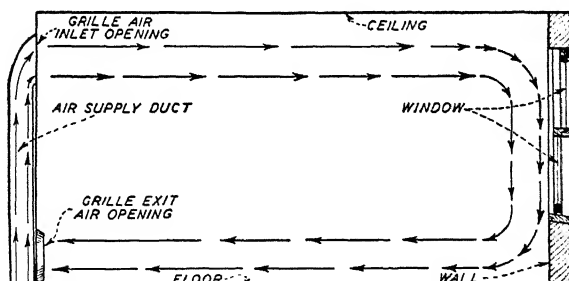 GRILLE AIR
INLET OPENING
CEILING
AIR SUPPLY DUCT
WINDOW
GRILLE EXIT
AIR OPENING
FLOOR
WALL